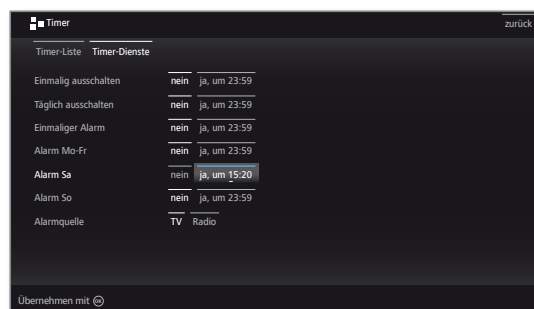 Timer zurück
Timer-Liste Timer-Dienste
Einmalig ausschalten nein ja, um 23:59
Täglich ausschalten nein ja, um 23:59
Einmaliger Alarm nein ja, um 23:59
Alarm Mo-Fr nein ja, um 23:59
Alarm Sa nein ja, um 15:20
Alarm So nein ja, um 23:59
Alarmquelle TV Radio
Übernehmen mit OK